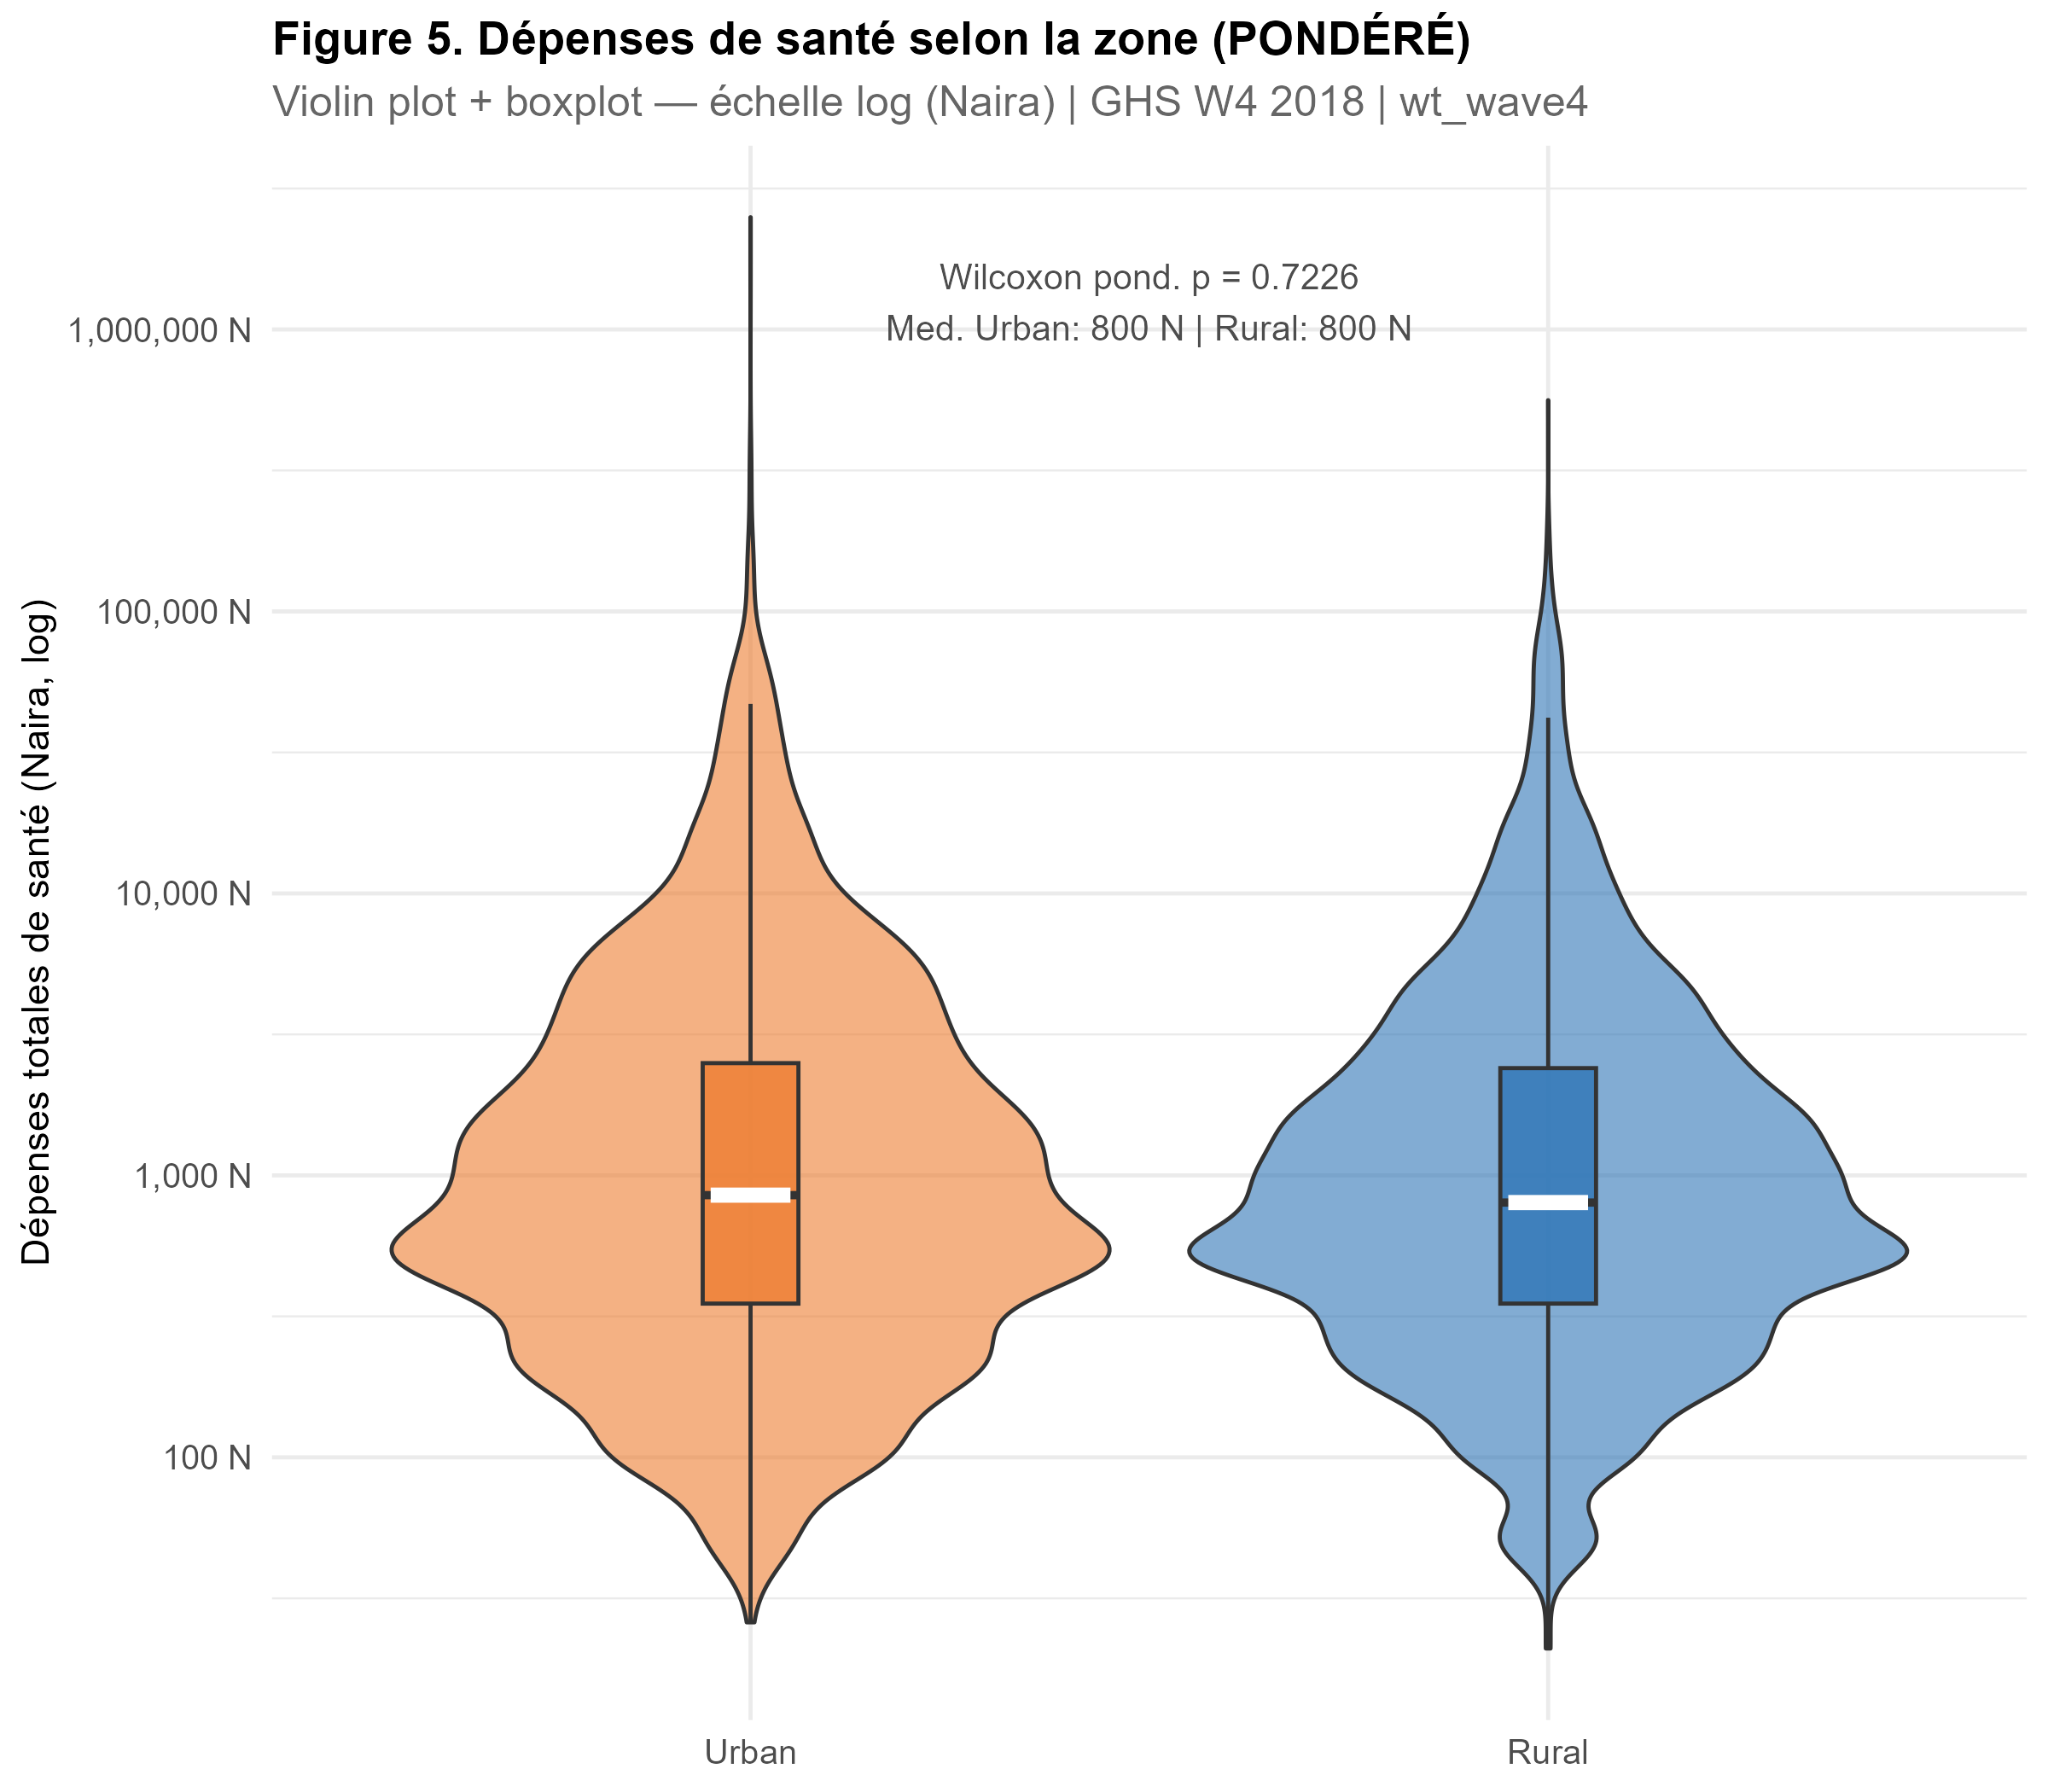 Figure 5. Dépenses de santé selon la zone (PONDÉRÉ)
Violin plot + boxplot — échelle log (Naira) | GHS W4 2018 | wt_wave4
Wilcoxon pond. p = 0.7226
Med. Urban: 800 N | Rural: 800 N
Dépenses totales de santé (Naira, log)
1,000,000 N
100,000 N
10,000 N
1,000 N
100 N
Urban
Rural